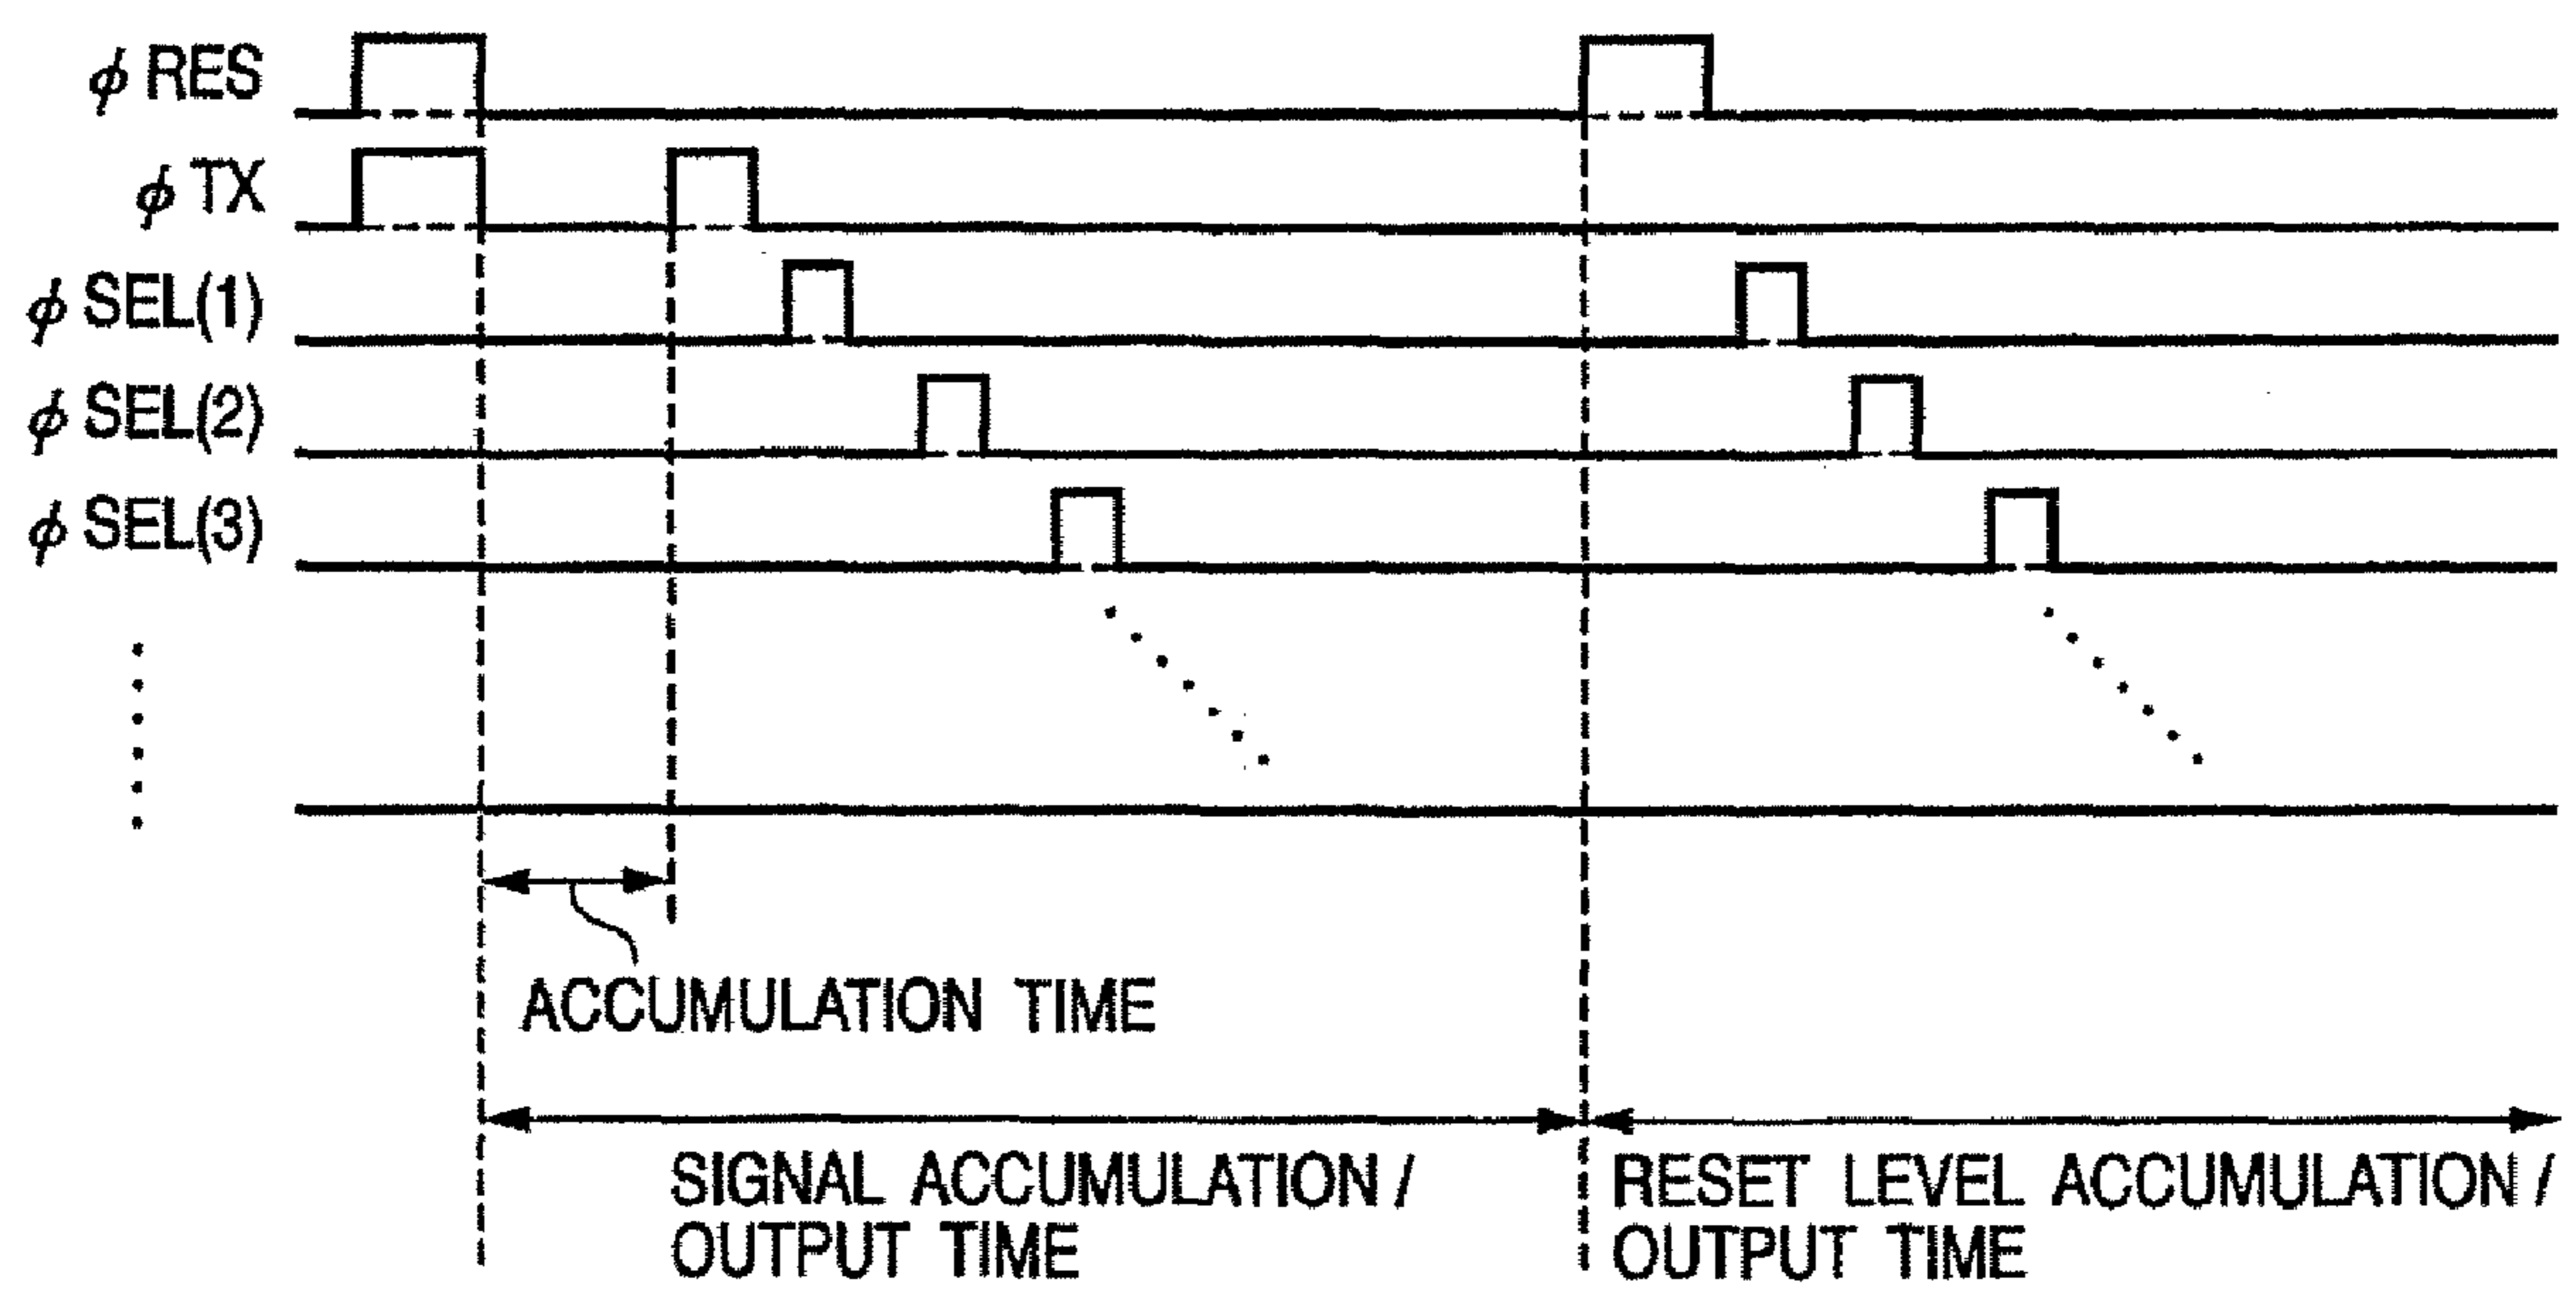 ϕ RES
ϕ TX
ϕ SEL(1)
ϕ SEL(2)
ϕ SEL(3)
ACCUMULATION TIME
SIGNAL ACCUMULATION /
OUTPUT TIME
RESET LEVEL ACCUMULATION /
OUTPUT TIME